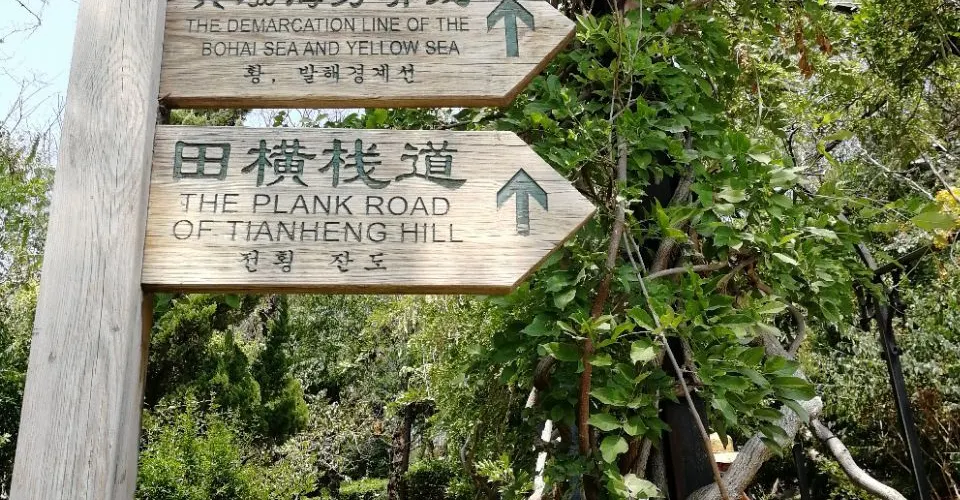 THE DEMARCATION LINE OF THE
BOHAI SEA AND YELLOW SEA
황, 발해경제선
田横栈道
THE PLANK ROAD
OF TIANHENG HILL
전횡 잔도